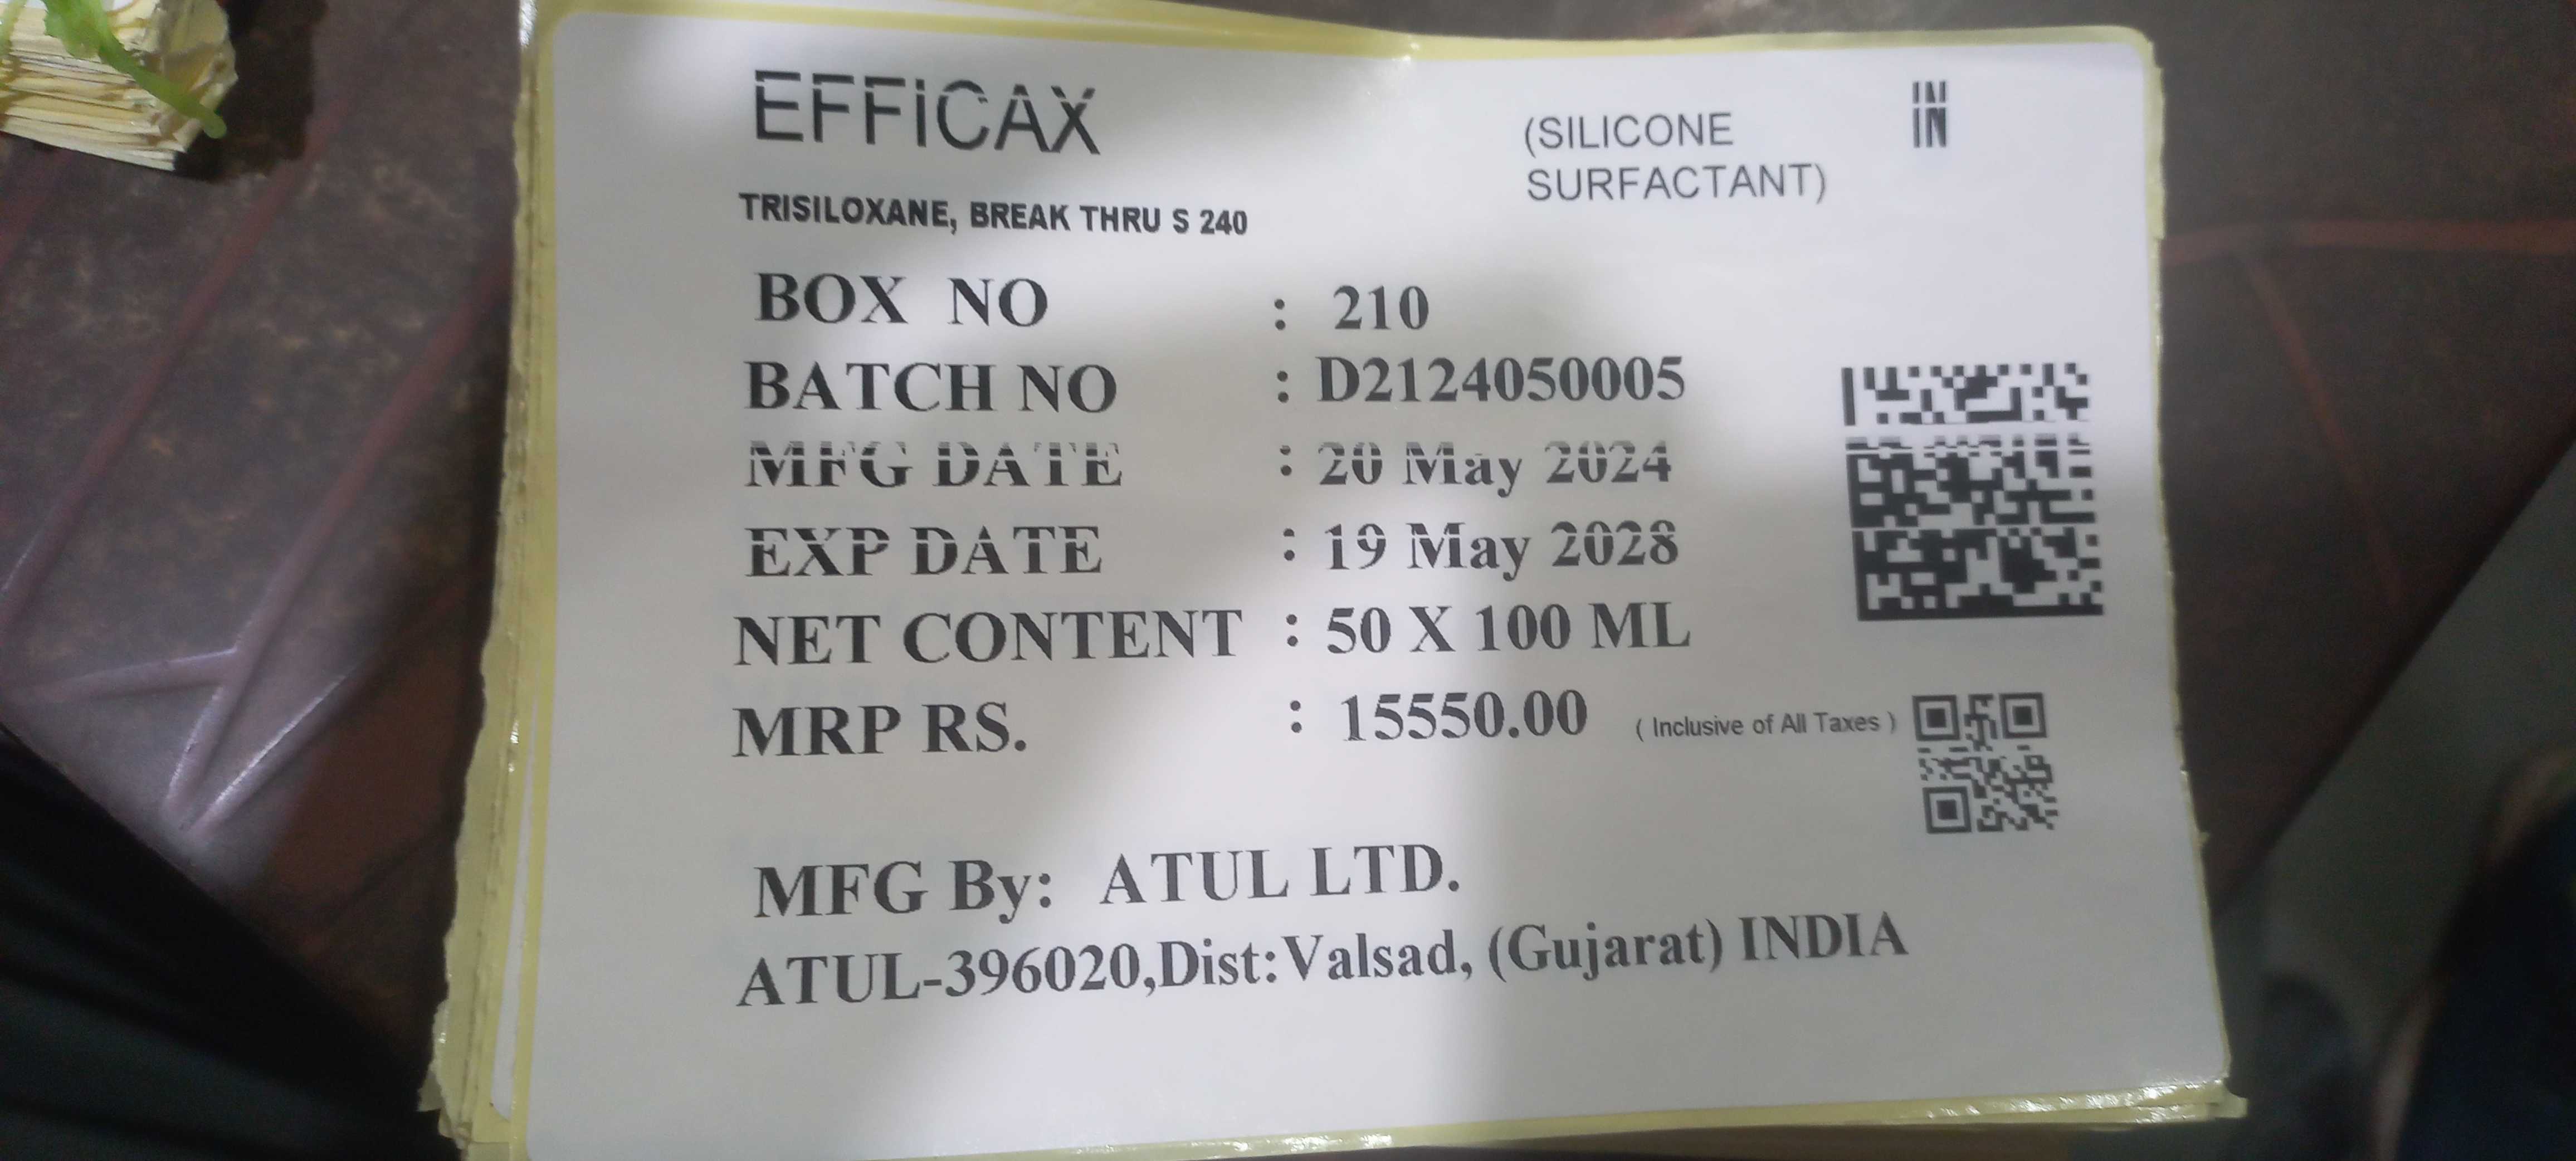 EFFICAX
(SILICONE
SURFACTANT)
IN
TRISILOXANE, BREAK THRU S 240
BOX NO : 210
BATCH NO : D2124050005
MFG DATE : 20 May 2024
EXP DATE : 19 May 2028
NET CONTENT : 50 X 100 ML
MRP RS. : 15550.00 ( Inclusive of All Taxes )
MFG By: ATUL LTD.
ATUL-396020,Dist:Valsad, (Gujarat) INDIA